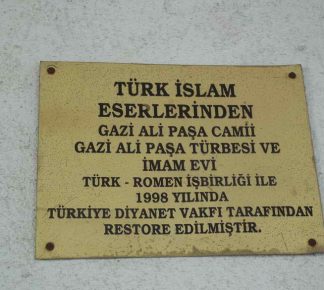 TÜRK İSLAM
ESERLERİNDEN
GAZİ ALİ PAŞA CAMİİ
GAZİ ALİ PAŞA TÜRBESİ VE
İMAM EVİ
TÜRK - ROMEN İŞBİRLİĞİ İLE
1998 YILINDA
TÜRKİYE DİYANET VAKFI TARAFINDAN
RESTORE EDİLMİŞTİR.